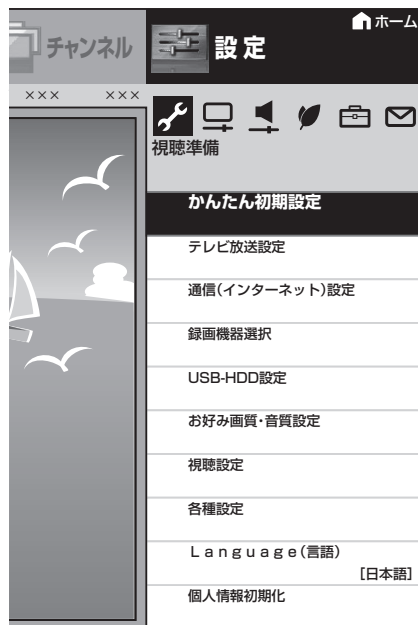 ホーム
チャンネル
設定
××× ×××
視聴準備
かんたん初期設定
テレビ放送設定
通信(インターネット)設定
録画機器選択
USB-HDD設定
お好み画質・音質設定
視聴設定
各種設定
Ｌａｎｇｕａｇｅ(言語)
[日本語]
個人情報初期化